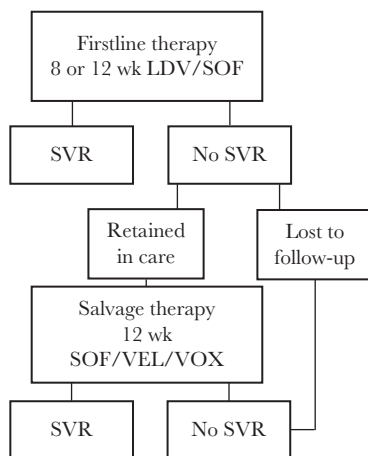 Firstline therapy
8 or 12 wk LDV/SOF
SVR
No SVR
Retained
in care
Lost to
follow-up
Salvage therapy
12 wk
SOF/VEL/VOX
SVR
No SVR